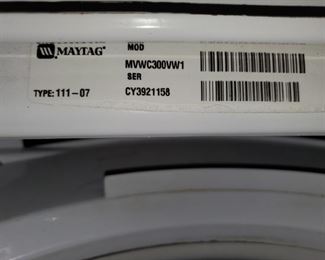 MAYTAG®
MOD
MVWC300VW1
SER
TYPE: 111-07 CY3921158